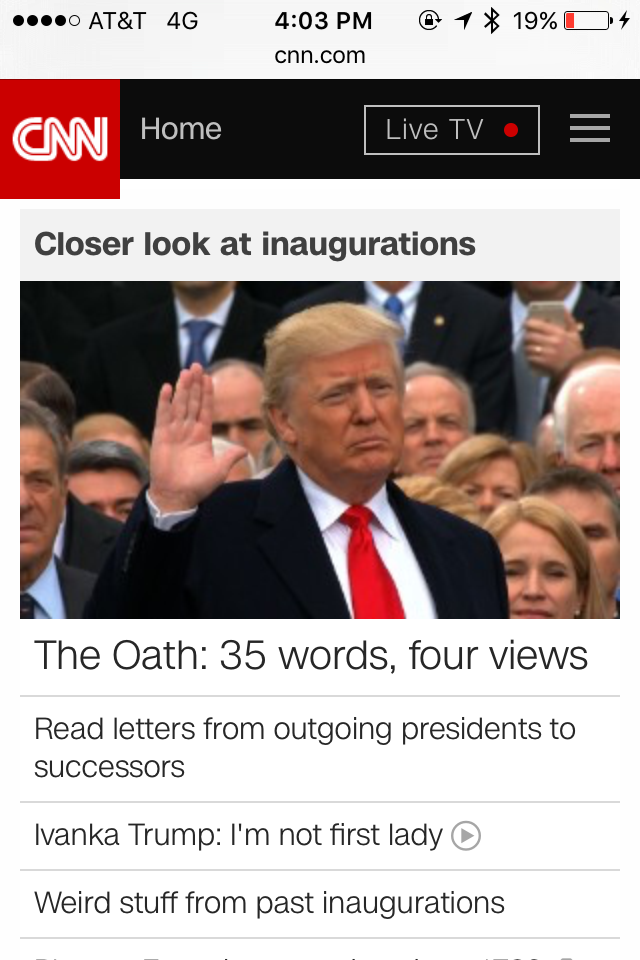 AT&T 4G 4:03 PM 19%
cnn.com
CNN Home Live TV
Closer look at inaugurations
The Oath: 35 words, four views
Read letters from outgoing presidents to
successors
Ivanka Trump: I'm not first lady
Weird stuff from past inaugurations